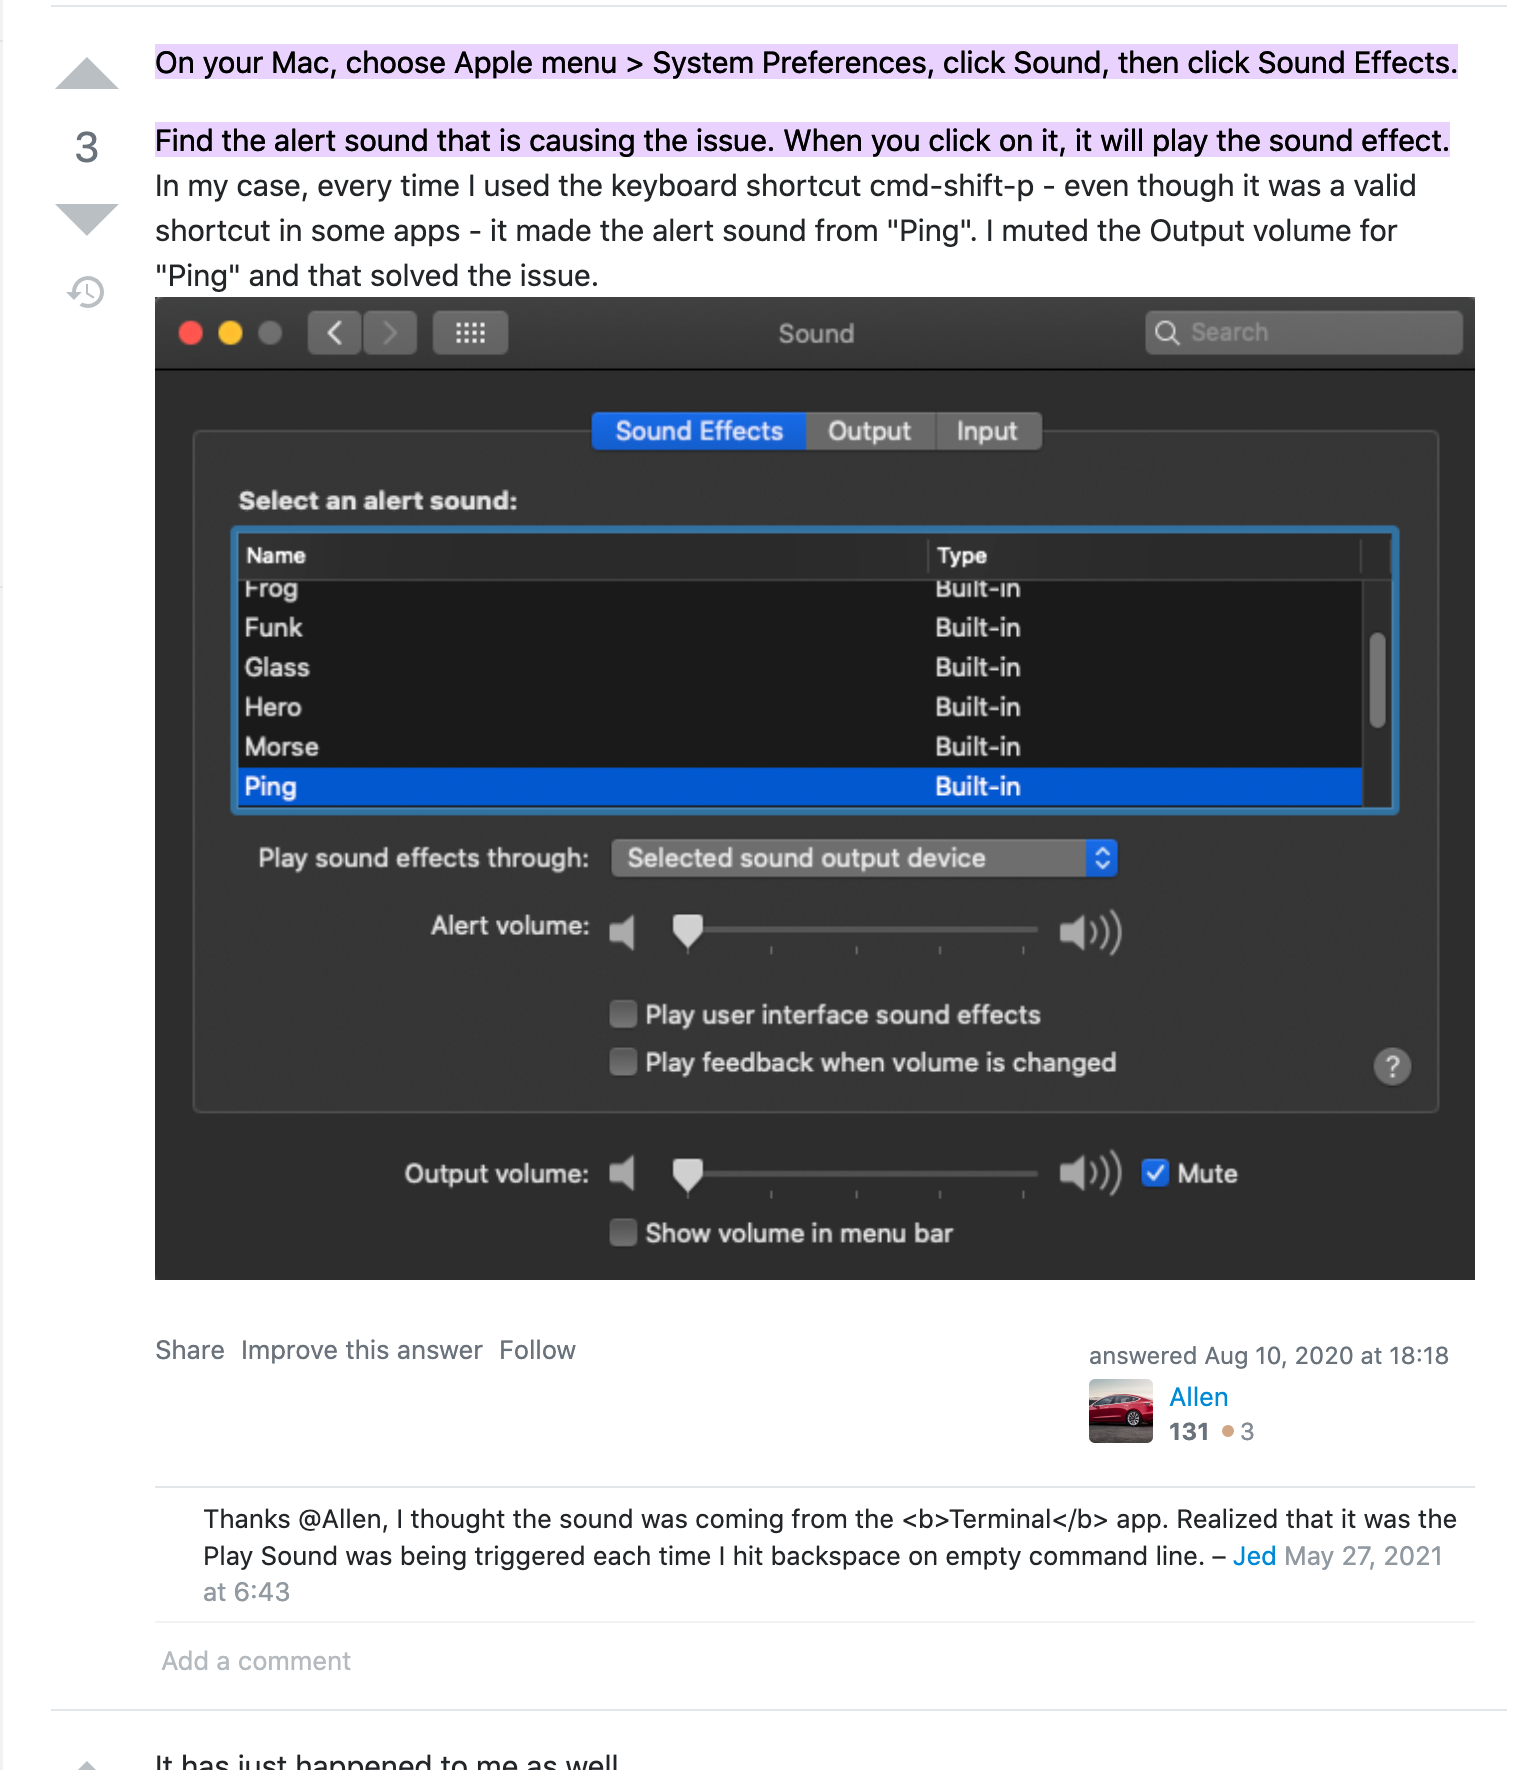 On your Mac, choose Apple menu > System Preferences, click Sound, then click Sound Effects.
3
Find the alert sound that is causing the issue. When you click on it, it will play the sound effect.
In my case, every time I used the keyboard shortcut cmd-shift-p - even though it was a valid
shortcut in some apps - it made the alert sound from "Ping". I muted the Output volume for
"Ping" and that solved the issue.
Sound
Search
Sound Effects Output Input
Select an alert sound:
Name Type
Frog Built-in
Funk Built-in
Glass Built-in
Hero Built-in
Morse Built-in
Ping Built-in
Play sound effects through: Selected sound output device
Alert volume:
Play user interface sound effects
Play feedback when volume is changed
?
Output volume: Mute
Show volume in menu bar
Share Improve this answer Follow
answered Aug 10, 2020 at 18:18
Allen
131 ● 3
Thanks @Allen, I thought the sound was coming from the <b>Terminal</b> app. Realized that it was the
Play Sound was being triggered each time I hit backspace on empty command line. – Jed May 27, 2021
at 6:43
Add a comment
It has just happened to me as well